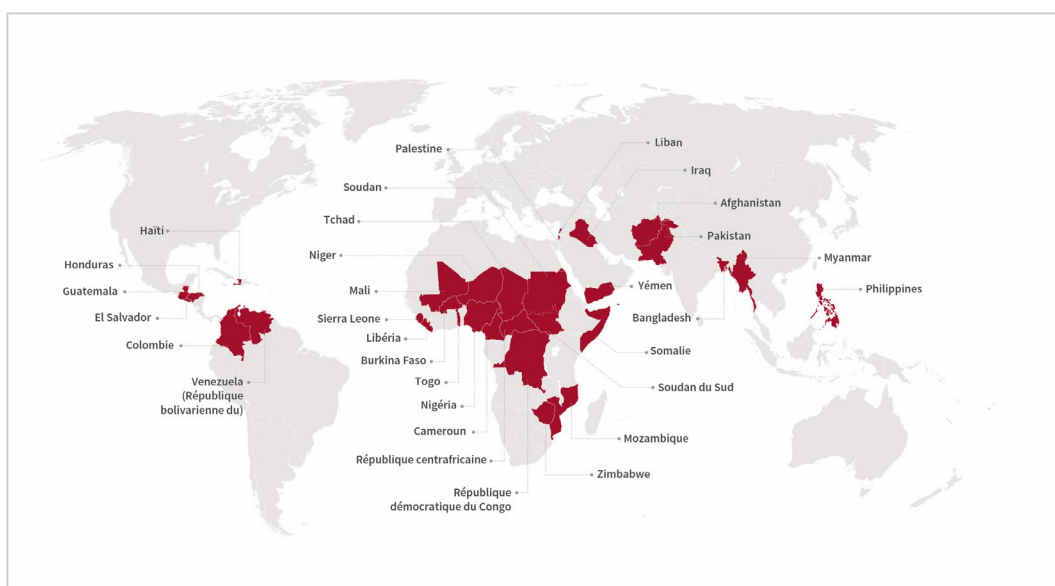 Palestine
Liban
Soudan
Iraq
Tchad
Afghanistan
Haïti
Pakistan
Niger
Myanmar
Honduras
Guatemala
Mali
Yémen
Philippines
El Salvador
Sierra Leone
Bangladesh
Libéria
Colombie
Burkina Faso
Somalie
Togo
Venezuela
(République
bolivarienne du)
Soudan du Sud
Nigéria
Cameroun
Mozambique
République centrafricaine
Zimbabwe
République
démocratique du Congo